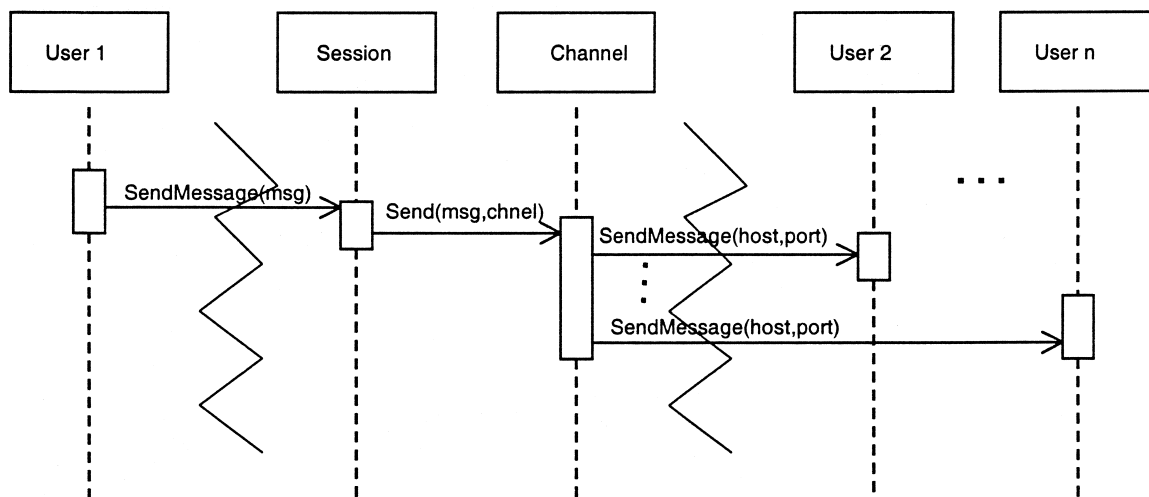 User 1
Session
Channel
User 2
User n
SendMessage(msg)
Send(msg,chnel)
SendMessage(host,port)
SendMessage(host,port)